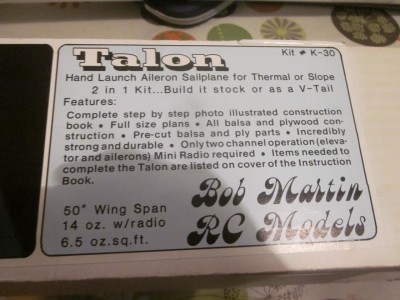 Talon
Kit # K-30
Hand Launch Aileron Sailplane for Thermal or Slope
2 in 1 Kit...Build it stock or as a V-Tail
Features:
Complete step by step photo illustrated construction
book • Full size plans • All balsa and plywood con-
struction • Pre-cut balsa and ply parts • Incredibly
strong and durable • Only two channel operation (eleva-
tor and ailerons) Mini Radio required • Items needed to
complete the Talon are listed on cover of the Instruction
Book.
50" Wing Span
14 oz. w/radio
6.5 oz.sq.ft.
Bob Martin
RC Models